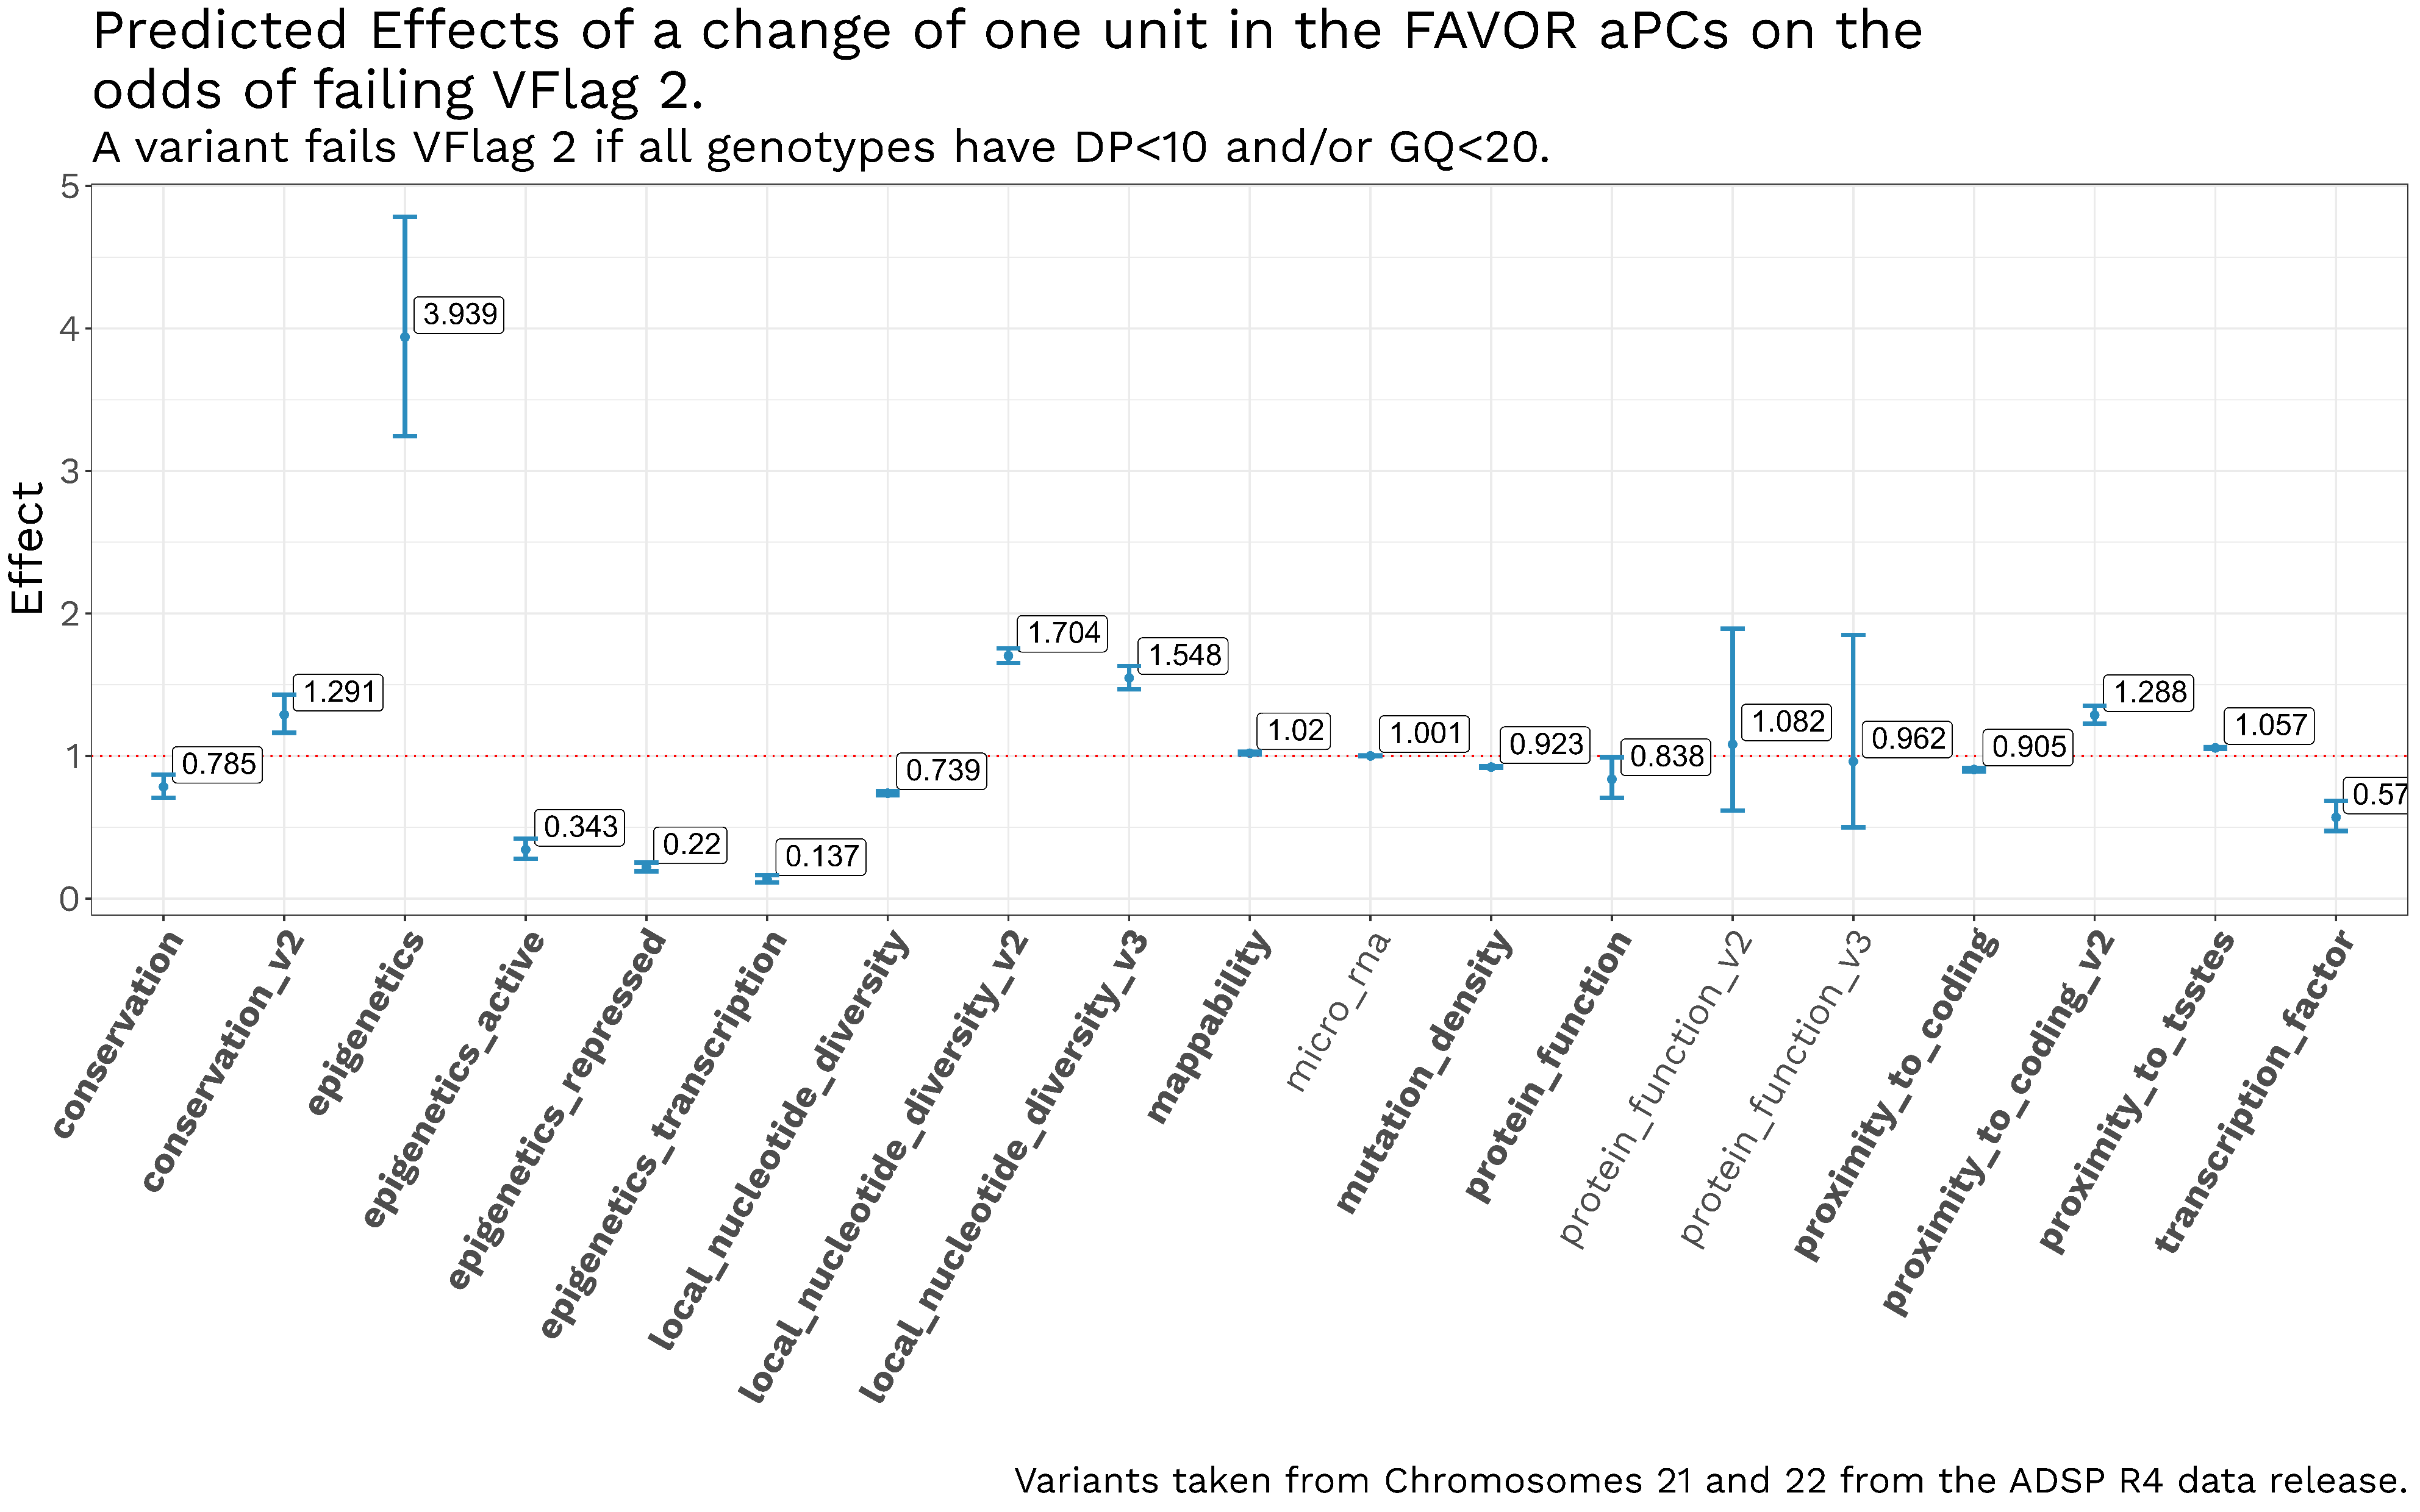 Predicted Effects of a change of one unit in the FAVOR aPCs on the
odds of failing VFlag 2.
A variant fails VFlag 2 if all genotypes have DP<10 and/or GQ<20.
Effect
5
4
3
2
1
0
0.785
1.291
3.939
0.343
0.22
0.137
0.739
1.704
1.548
1.02
1.001
0.923
0.838
1.082
0.962
0.905
1.288
1.057
0.57
conservation
conservation_v2
epigenetics
epigenetics_active
epigenetics_repressed
epigenetics_transcription
local_nucleotide_diversity
local_nucleotide_diversity_v2
local_nucleotide_diversity_v3
mappability
micro_rna
mutation_density
protein_function
protein_function_v2
protein_function_v3
proximity_to_coding
proximity_to_coding_v2
proximity_to_tsstes
transcription_factor
Variants taken from Chromosomes 21 and 22 from the ADSP R4 data release.